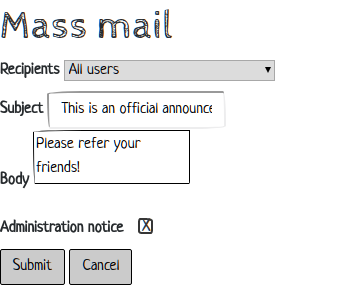 Mass mail
Recipients All users
Subject This is an official announc
Body Please refer your
friends!
Administration notice X
Submit Cancel